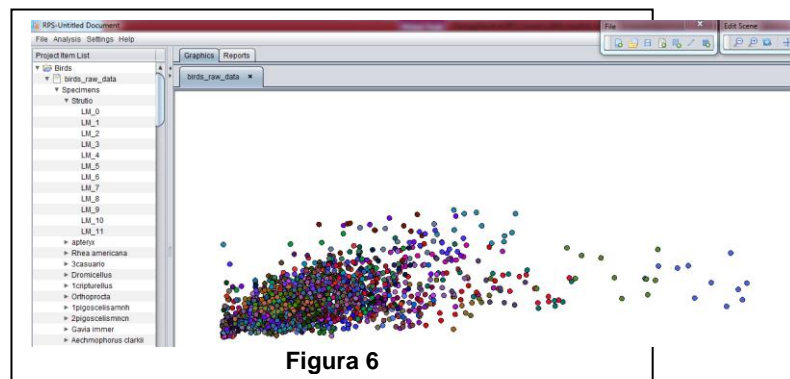 RPS-Untitled Document
File
Edit Scene
File Analysis Settings Help
Project Item List
Graphics Reports
Birds
birds_raw_data
birds_raw_data
Specimens
Strutio
LM_0
LM_1
LM_2
LM_3
LM_4
LM_5
LM_6
LM_7
LM_8
LM_9
LM_10
LM_11
apteryx
Rhea americana
3casuario
Dromicellus
1cripturellus
Orthoprocta
1pigoscelisamnh
2pigoscelismncn
Gavia immer
Aechmophorus clarkii
Figura 6